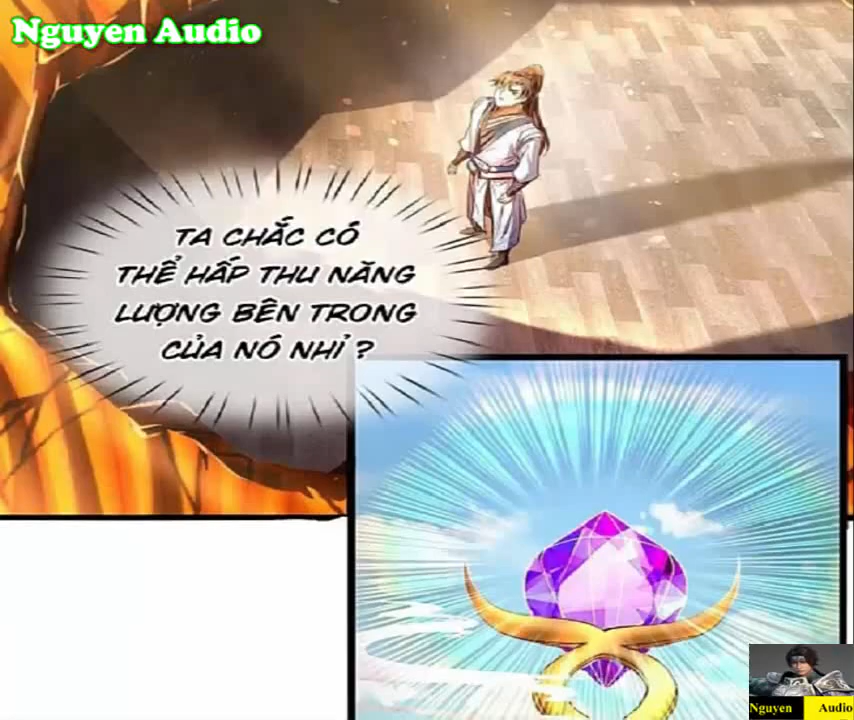 Nguyen Audio
TA CHẮC CÓ
THỂ HẤP THU NĂNG
LƯỢNG BÊN TRONG
CỦA NÓ NHỈ ?
Nguyen Audio